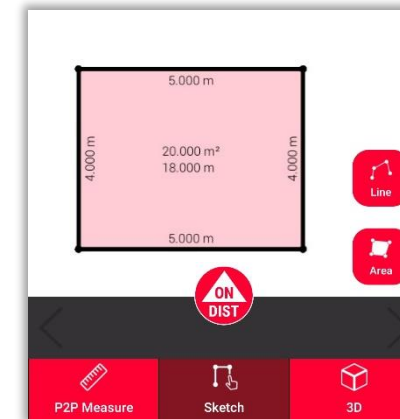 5.000 m
4.000 m
20.000 m²
18.000 m
4.000 m
5.000 m
Line
Area
ON
DIST
P2P Measure
Sketch
3D